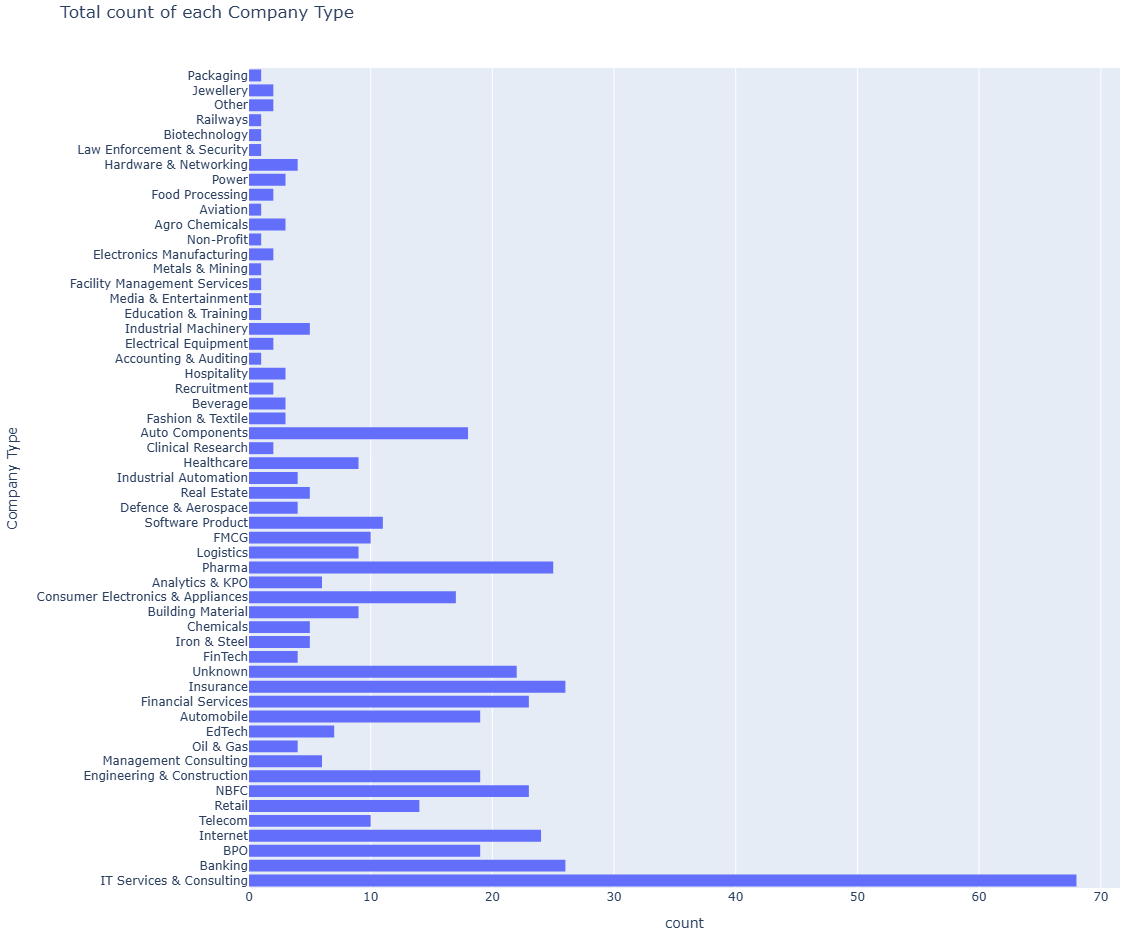 Total count of each Company Type
Packaging
Jewellery
Other
Railways
Biotechnology
Law Enforcement & Security
Hardware & Networking
Power
Food Processing
Aviation
Agro Chemicals
Non-Profit
Electronics Manufacturing
Metals & Mining
Facility Management Services
Media & Entertainment
Education & Training
Industrial Machinery
Electrical Equipment
Accounting & Auditing
Hospitality
Recruitment
Beverage
Fashion & Textile
Auto Components
Clinical Research
Healthcare
Industrial Automation
Real Estate
Defence & Aerospace
Software Product
FMCG
Logistics
Pharma
Analytics & KPO
Consumer Electronics & Appliances
Building Material
Chemicals
Iron & Steel
FinTech
Unknown
Insurance
Financial Services
Automobile
EdTech
Oil & Gas
Management Consulting
Engineering & Construction
NBFC
Retail
Telecom
Internet
BPO
Banking
IT Services & Consulting
Company Type
0 10 20 30 40 50 60 70
count